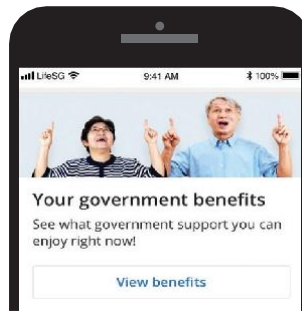 LifeSG 9:41 AM 100%
Your government benefits
See what government support you can
enjoy right now!
View benefits